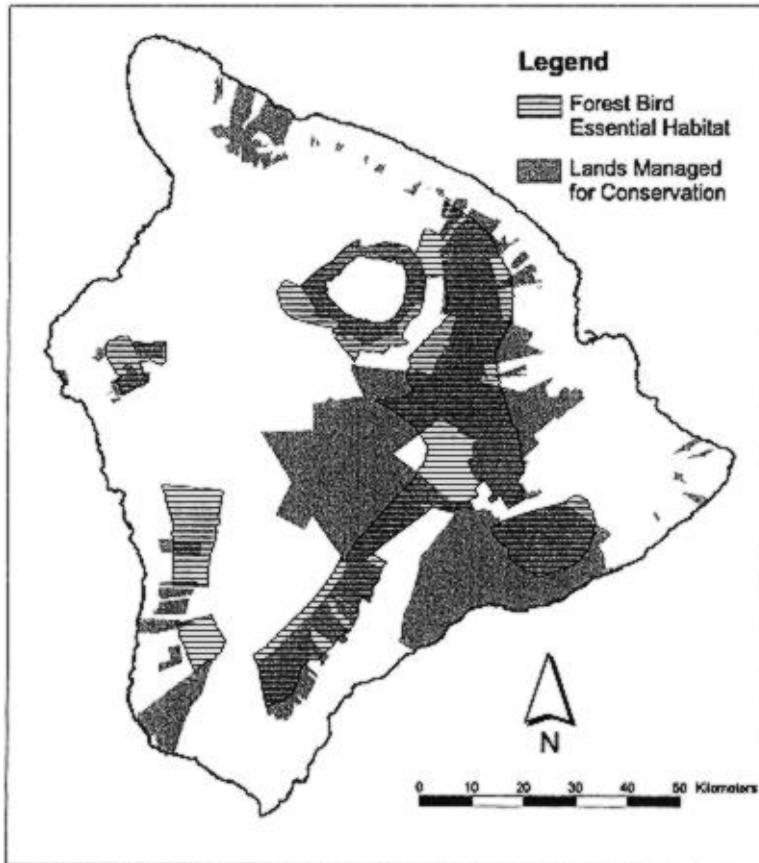 Legend
Forest Bird
Essential Habitat
Lands Managed
for Conservation
N
0 10 20 30 40 50 Kilometers